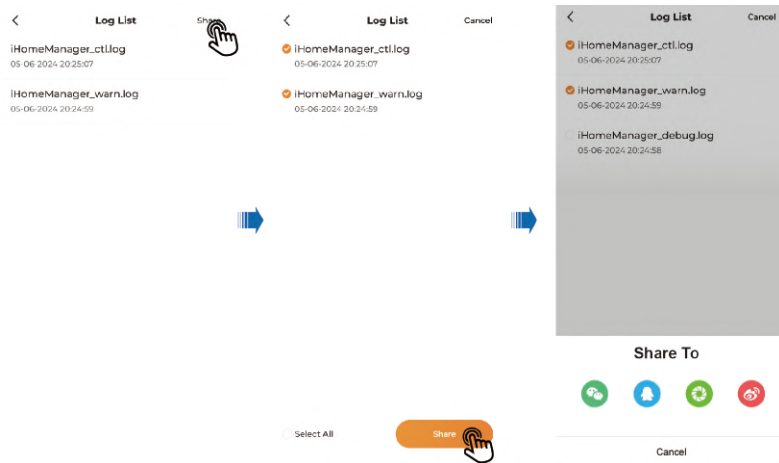 Log List
Share
iHomeManager_ctl.log
05-06-2024 20:25:07
iHomeManager_warn.log
05-06-2024 20:24:59
Log List
Cancel
iHomeManager_ctl.log
05-06-2024 20:25:07
iHomeManager_warn.log
05-06-2024 20:24:59
Select All
Share
Log List
Cancel
iHomeManager_ctl.log
05-06-2024 20:25:07
iHomeManager_warn.log
05-06-2024 20:24:59
iHomeManager_debug.log
05-06-2024 20:24:58
Share To
Cancel